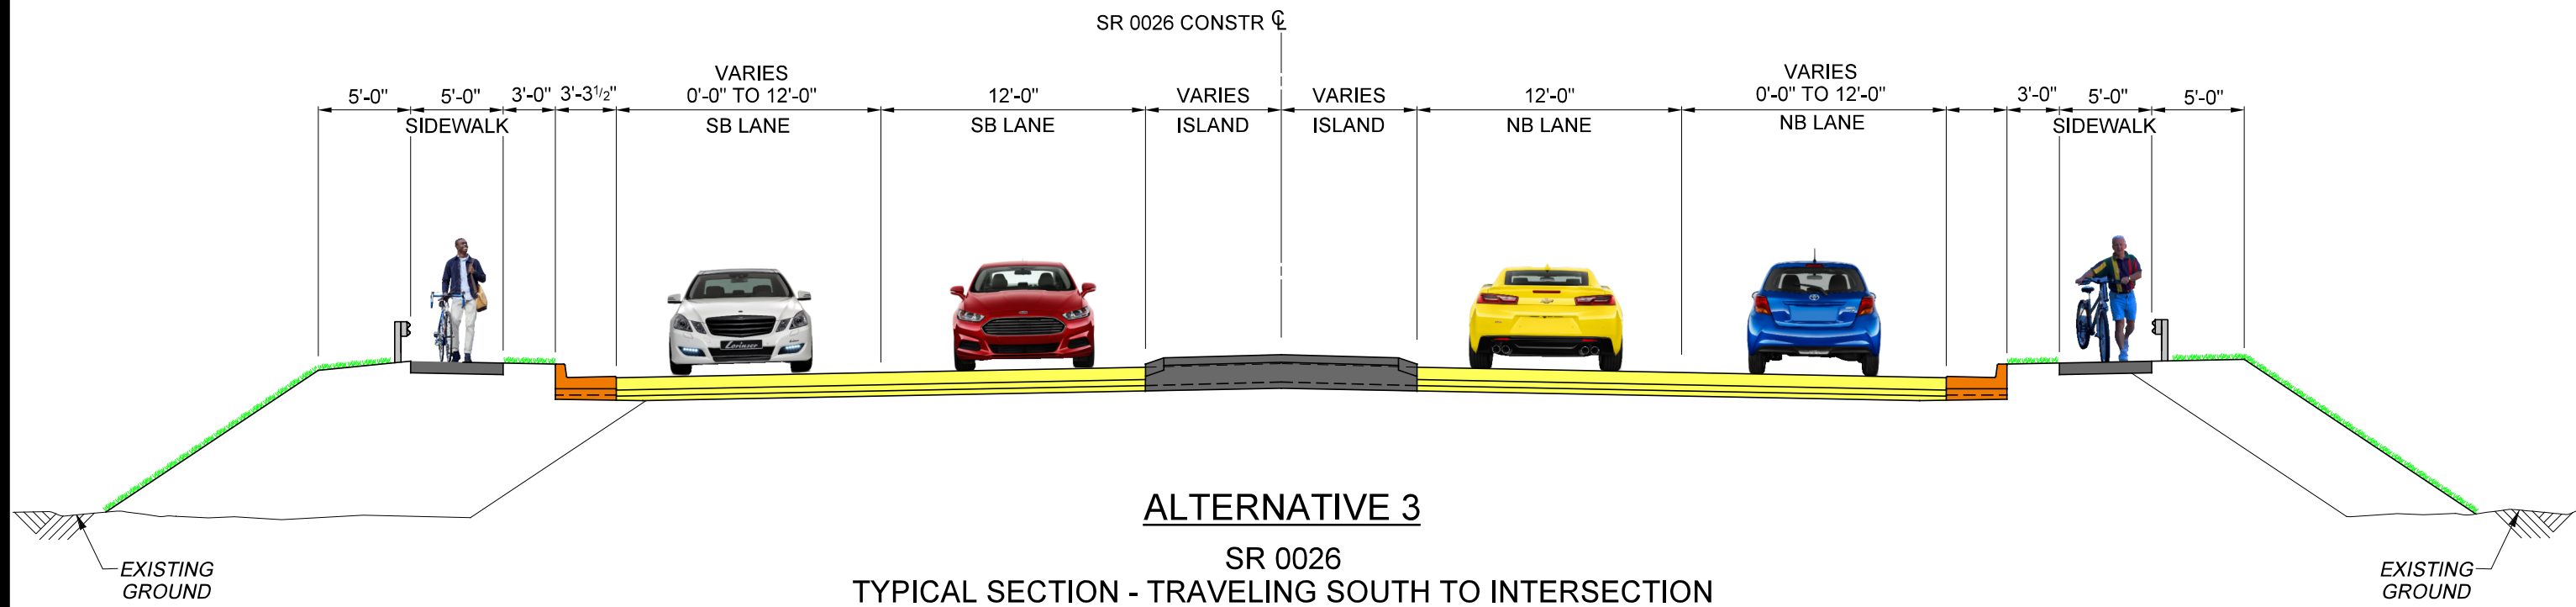 SR 0026 CONSTR ℄
5'-0"
5'-0"
3'-0"
3'-3 1/2"
VARIES
0'-0" TO 12'-0"
12'-0"
VARIES
VARIES
12'-0"
VARIES
0'-0" TO 12'-0"
3'-0"
5'-0"
5'-0"
SIDEWALK
SB LANE
SB LANE
ISLAND
ISLAND
NB LANE
NB LANE
SIDEWALK
Lorinser
ALTERNATIVE 3
SR 0026
TYPICAL SECTION - TRAVELING SOUTH TO INTERSECTION
EXISTING
GROUND
EXISTING
GROUND